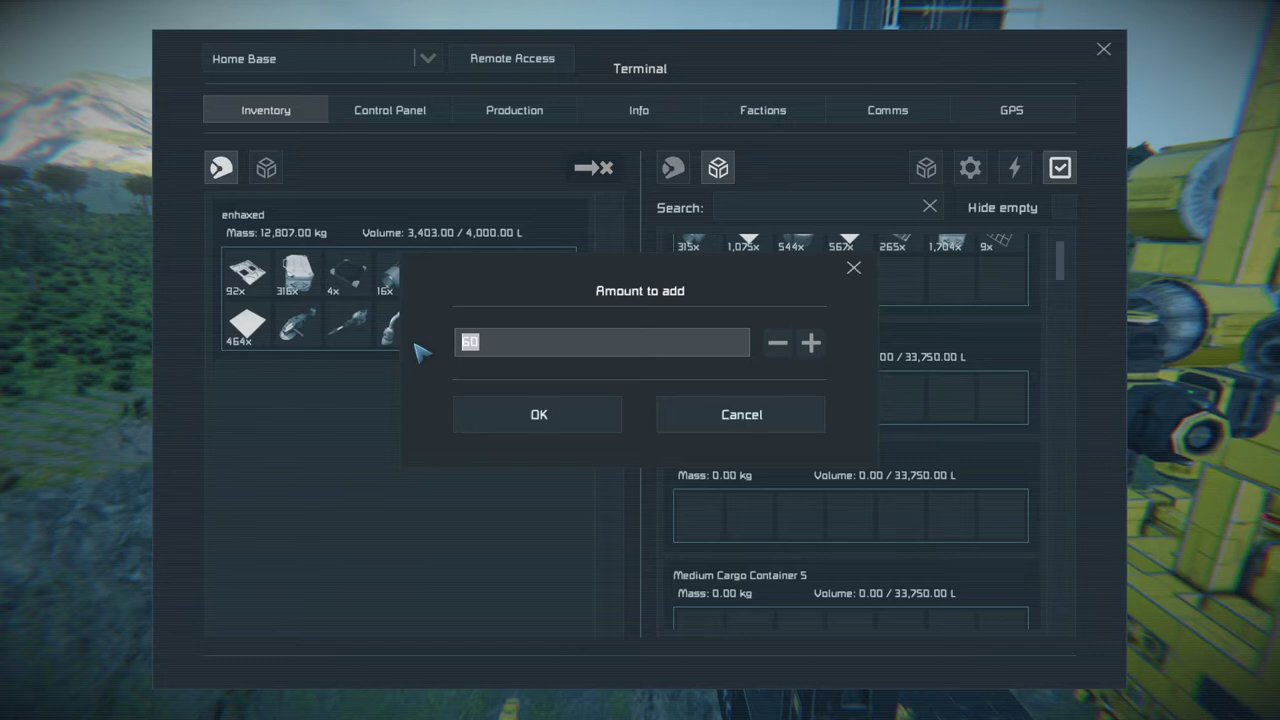 Home Base
Remote Access
Terminal
Inventory
Control Panel
Production
Info
Factions
Comms
GPS
Search:
Hide empty
enhaxed
Mass: 12,807.00 kg Volume: 3,403.00 / 4,000.00 L
315x 1,075x 544x 567x 265x 1,704x 9x
92x 316x 4x 16x
464x
Amount to add
60
OK
Cancel
00 / 33,750.00 L
Mass: 0.00 kg Volume: 0.00 / 33,750.00 L
Medium Cargo Container 5
Mass: 0.00 kg Volume: 0.00 / 33,750.00 L